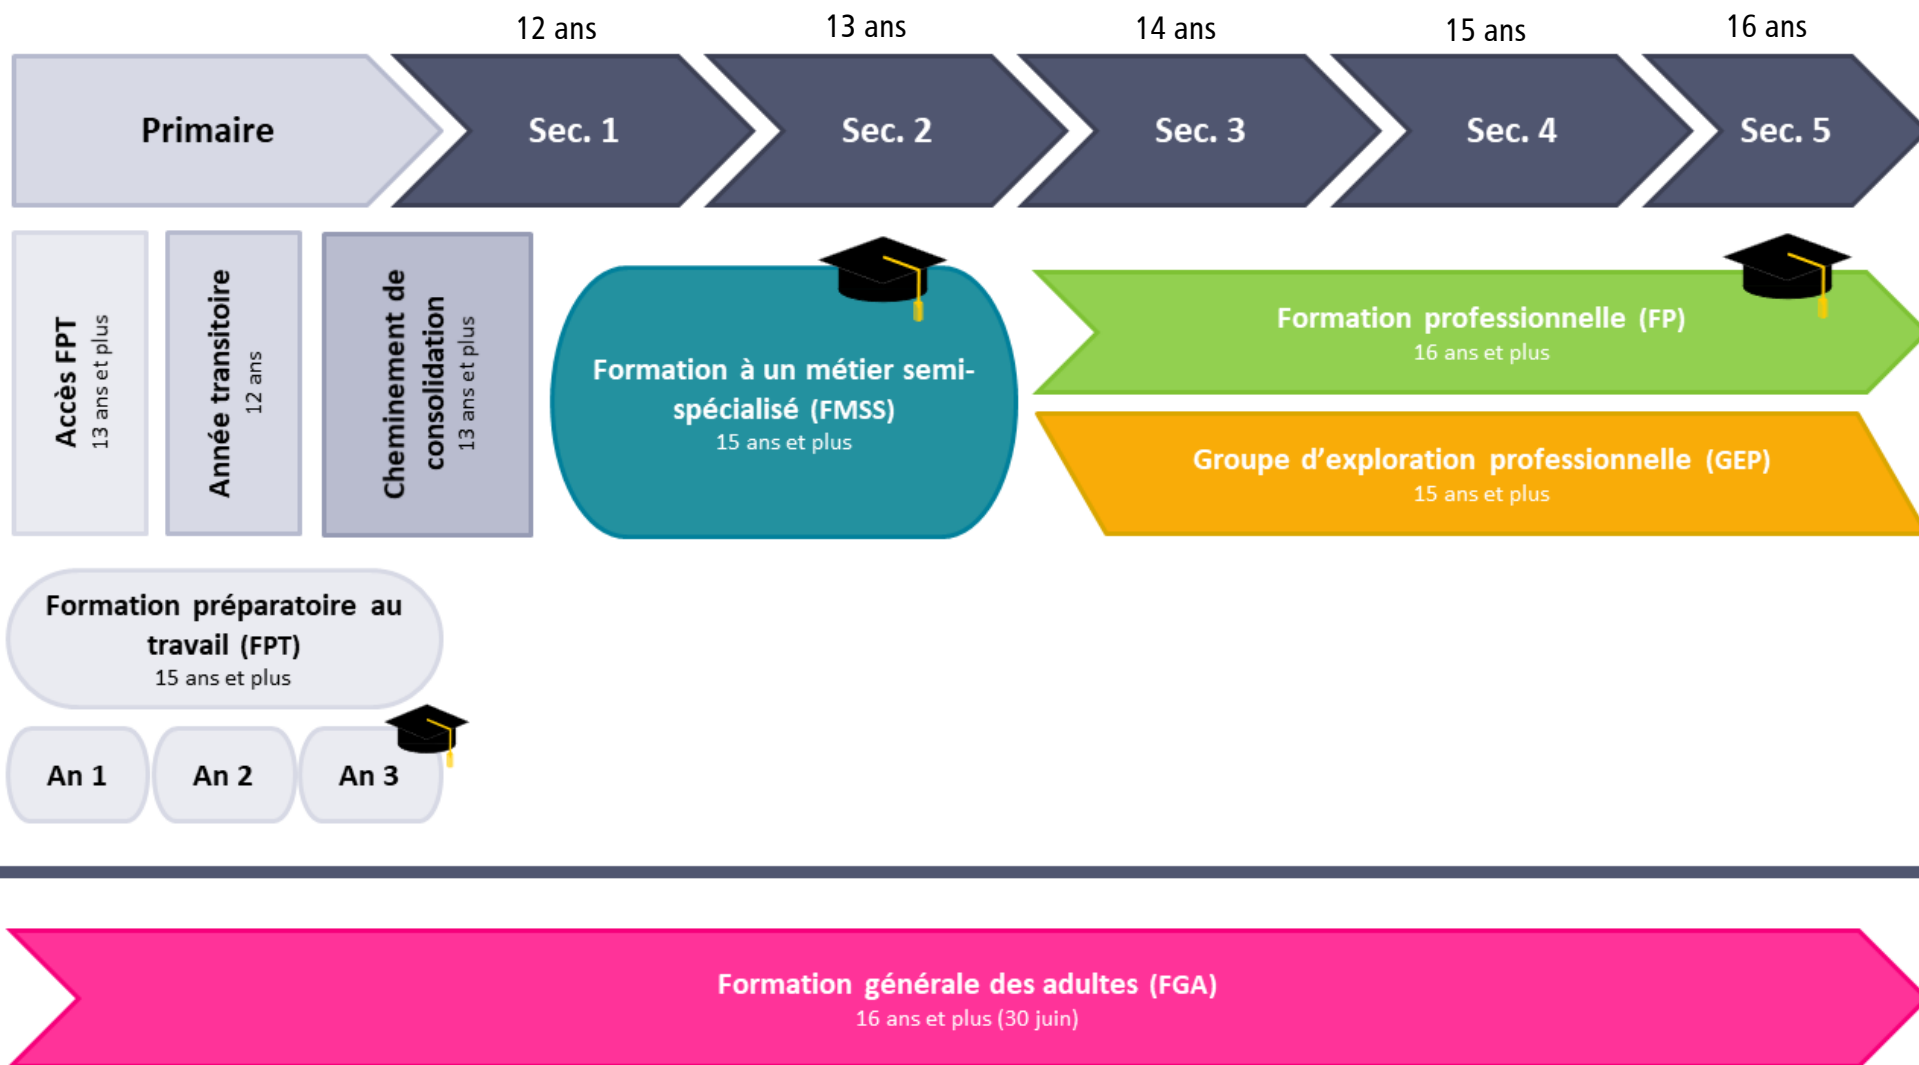 12 ans
13 ans
14 ans
15 ans
16 ans
Primaire
Sec. 1
Sec. 2
Sec. 3
Sec. 4
Sec. 5
Accès FPT
13 ans et plus
Année transitoire
12 ans
Cheminement de
consolidation
13 ans et plus
Formation à un métier semi-
spécialisé (FMSS)
15 ans et plus
Formation professionnelle (FP)
16 ans et plus
Groupe d'exploration professionnelle (GEP)
15 ans et plus
Formation préparatoire au
travail (FPT)
15 ans et plus
An 1
An 2
An 3
Formation générale des adultes (FGA)
16 ans et plus (30 juin)